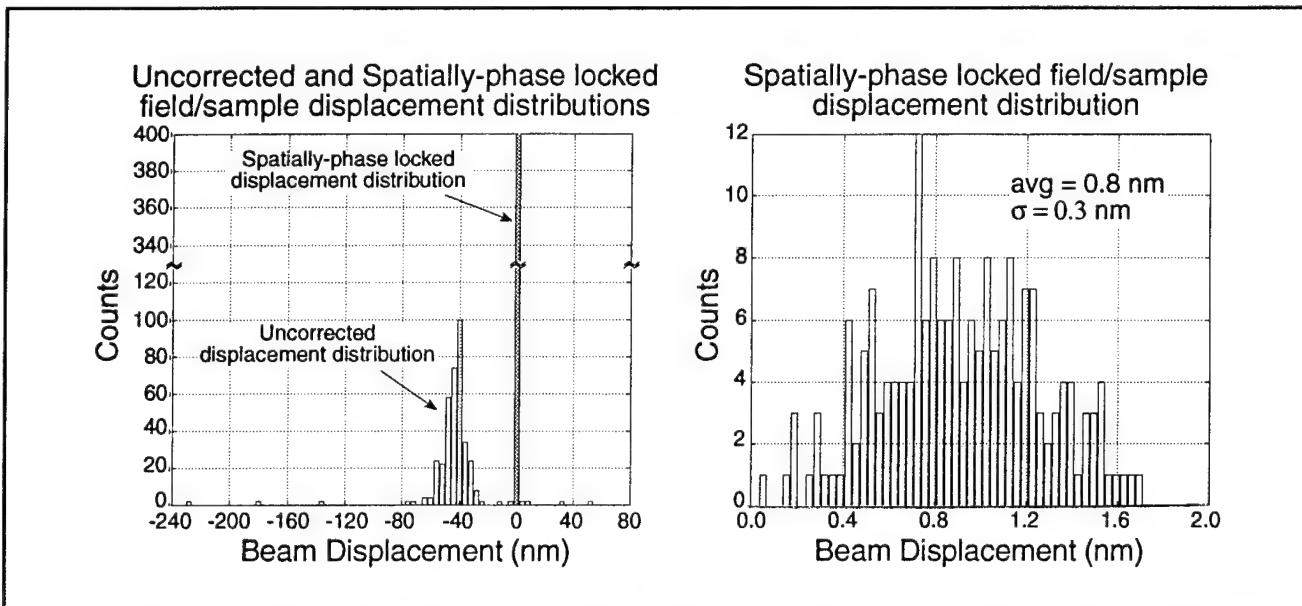 Uncorrected and Spatially-phase locked
field/sample displacement distributions
400
380
360
340
120
100
80
60
40
20
0
Counts
Spatially-phase locked
displacement distribution
Uncorrected
displacement distribution
-240 -200 -160 -120 -80 -40 0 40 80
Beam Displacement (nm)
Spatially-phase locked field/sample
displacement distribution
12
10
8
6
4
2
0
Counts
avg = 0.8 nm
σ = 0.3 nm
0.0 0.4 0.8 1.2 1.6 2.0
Beam Displacement (nm)